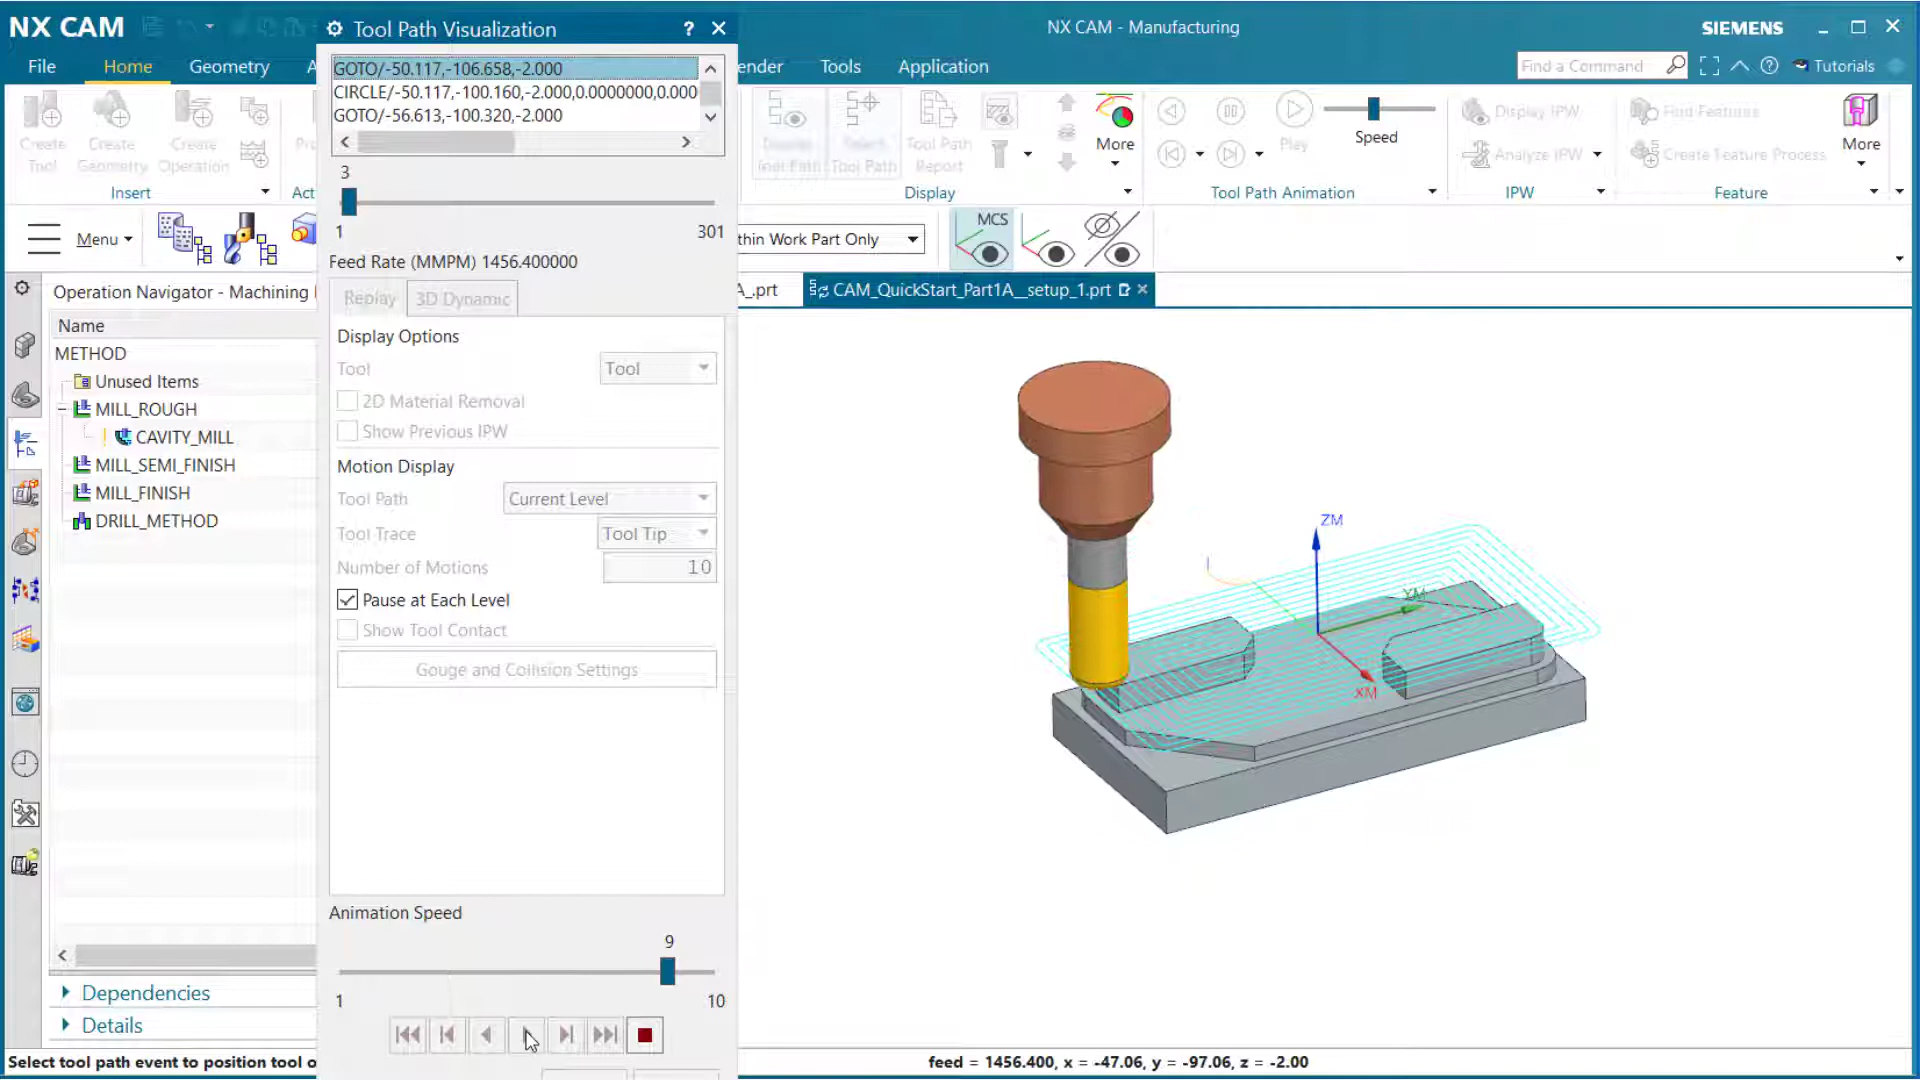 NX CAM
Tool Path Visualization
?
NX CAM - Manufacturing
SIEMENS
File
Home
Geometry
ender
Tools
Application
Find a Command
Tutorials
GOTO/-50.117,-106.658,-2.000
CIRCLE/-50.117,-100.160,-2.000,0.0000000,0.000
GOTO/-56.613,-100.320,-2.000
Create
Tool
Create
Geometry
Create
Operation
Insert
Act
Tool Path
Tool Path
Report
More
Display
Play
Speed
Tool Path Animation
Display IPW
Analyze IPW
IPW
Find Features
Create Feature Process
More
Feature
3
1
301
Feed Rate (MMPM) 1456.400000
Menu
thin Work Part Only
MCS
Operation Navigator - Machining
A_.prt
CAM_QuickStart_Part1A__setup_1.prt
Replay
3D Dynamic
Name
METHOD
Unused Items
MILL_ROUGH
CAVITY_MILL
MILL_SEMI_FINISH
MILL_FINISH
DRILL_METHOD
Display Options
Tool
Tool
2D Material Removal
Show Previous IPW
Motion Display
Tool Path
Current Level
Tool Trace
Tool Tip
Number of Motions
10
Pause at Each Level
Show Tool Contact
Gouge and Collision Settings
ZM
YM
XM
Animation Speed
9
1
10
Dependencies
Details
Select tool path event to position tool o
feed = 1456.400, x = -47.06, y = -97.06, z = -2.00